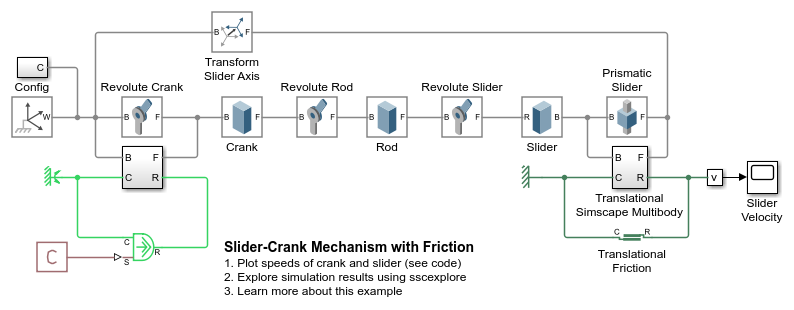 B
F
Transform
Slider Axis
C
Config
Revolute Crank
Revolute Rod
Revolute Slider
Prismatic
Slider
W
B
F
B
F
B
F
B
F
B
F
R
B
B
F
Crank
Rod
Slider
B
F
C
R
B
F
C
R
v
Translational
Simscape Multibody
Slider
Velocity
C
R
Translational
Friction
C
S
R
C
Slider-Crank Mechanism with Friction
1. Plot speeds of crank and slider (see code)
2. Explore simulation results using sscexplore
3. Learn more about this example